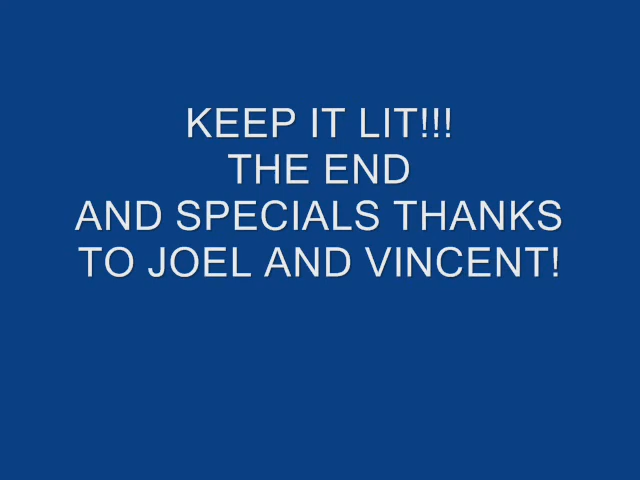 KEEP IT LIT!!!
THE END
AND SPECIALS THANKS
TO JOEL AND VINCENT!